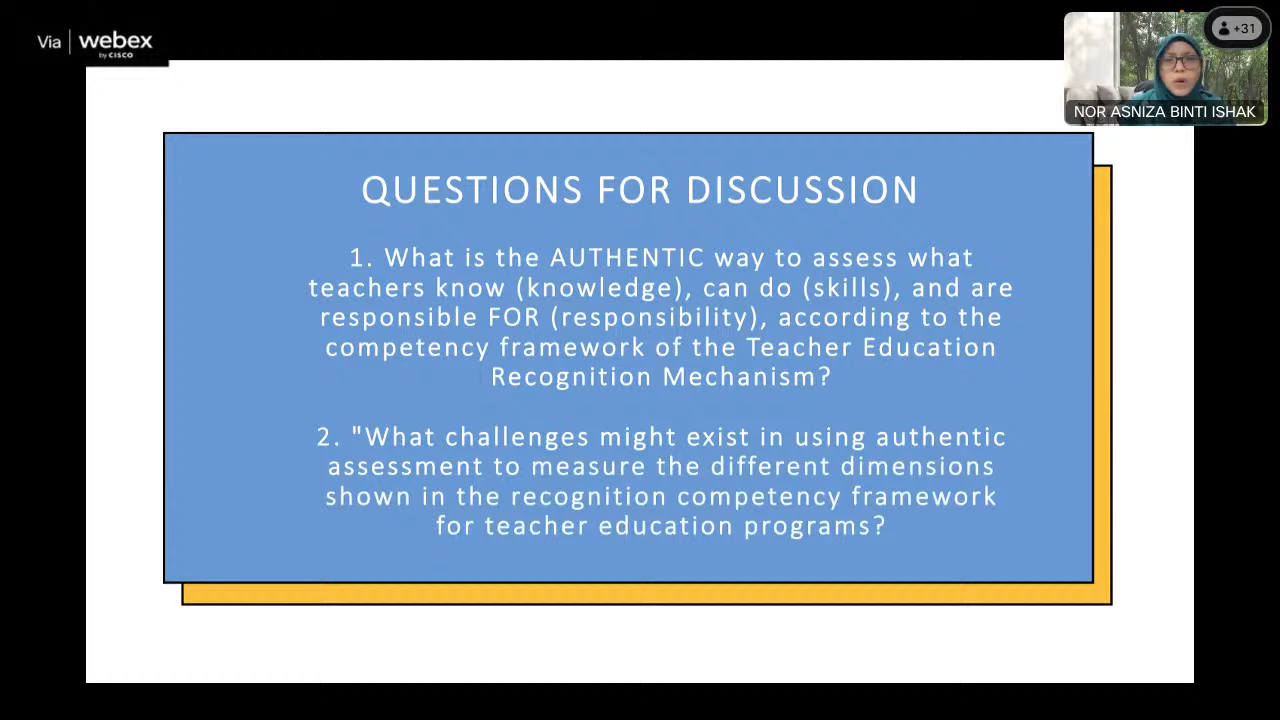 Via webex
by CISCO
+31
NOR ASNIZA BINTI ISHAK
QUESTIONS FOR DISCUSSION
1. What is the AUTHENTIC way to assess what
teachers know (knowledge), can do (skills), and are
responsible FOR (responsibility), according to the
competency framework of the Teacher Education
Recognition Mechanism?
2. "What challenges might exist in using authentic
assessment to measure the different dimensions
shown in the recognition competency framework
for teacher education programs?